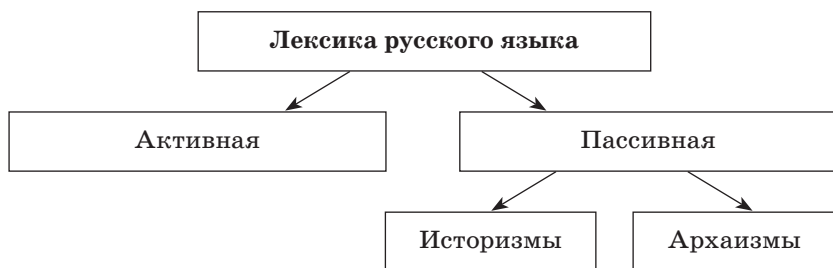 Лексика русского языка
Активная
Пассивная
Историзмы
Архаизмы